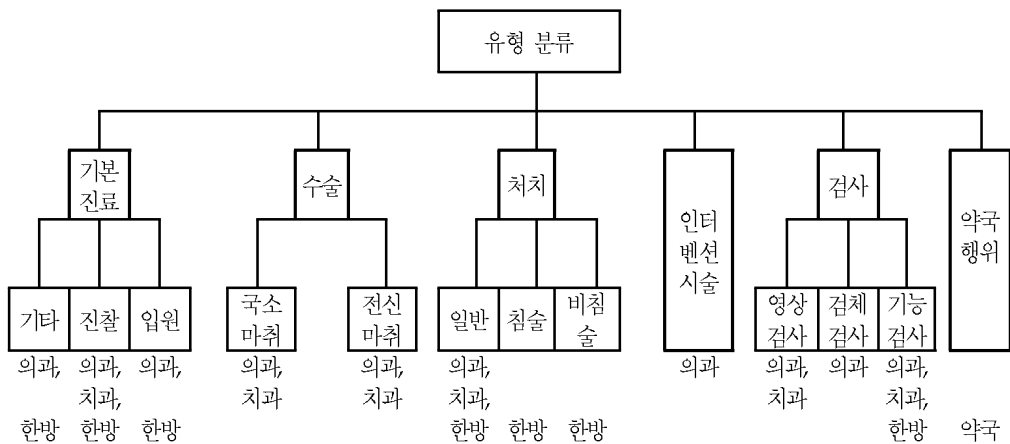 유형 분류
기본
진료
수술
처치
인터
벤션
시술
검사
약국
행위
기타
진찰
입원
국소
마취
전신
마취
일반
침술
비침
술
영상
검사
검체
검사
기능
검사
의과,
한방
의과,
치과,
한방
의과,
한방
의과,
치과
의과,
치과
의과,
치과,
한방
한방
한방
의과
의과,
치과
의과
의과,
치과,
한방
약국